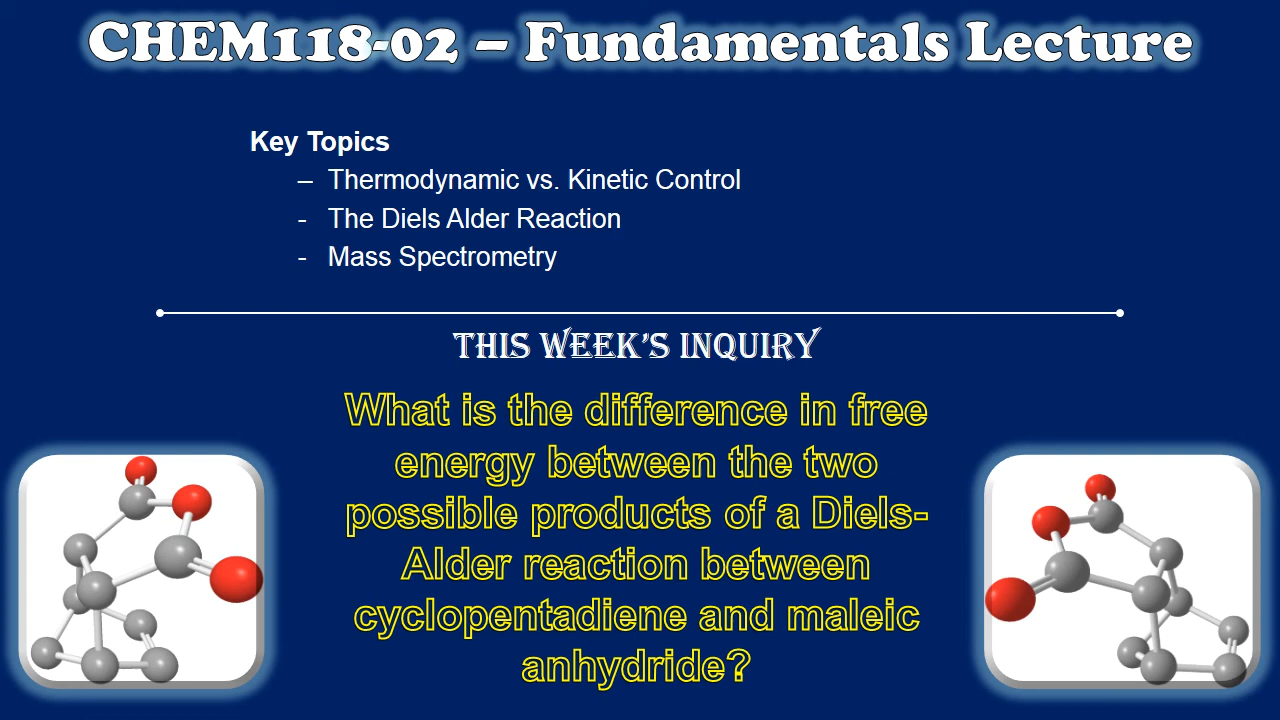 CHEM118-02 – Fundamentals Lecture
Key Topics
– Thermodynamic vs. Kinetic Control
- The Diels Alder Reaction
- Mass Spectrometry
THIS WEEK'S INQUIRY
What is the difference in free
energy between the two
possible products of a Diels-
Alder reaction between
cyclopentadiene and maleic
anhydride?